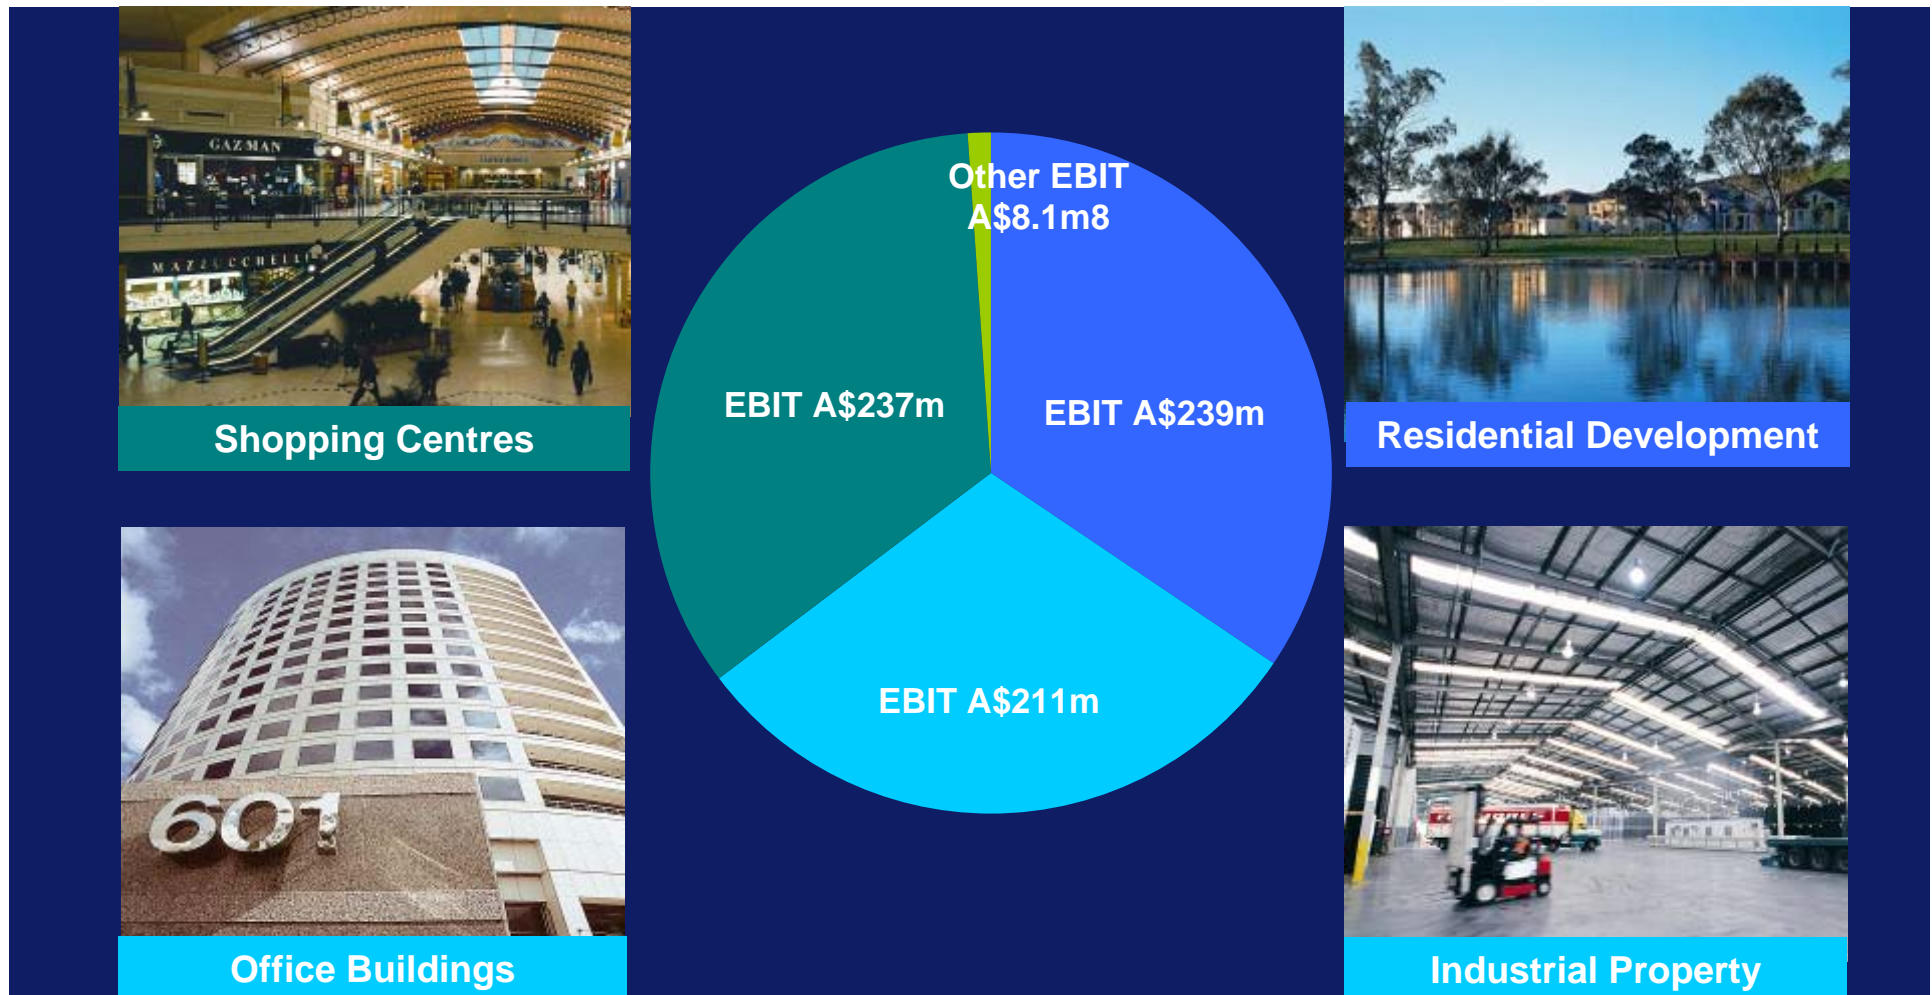 GAZMAN
MAZZUCCHELLI
Shopping Centres
Other EBIT
A$8.1m8
EBIT A$237m
EBIT A$239m
EBIT A$211m
Residential Development
601
Office Buildings
Industrial Property